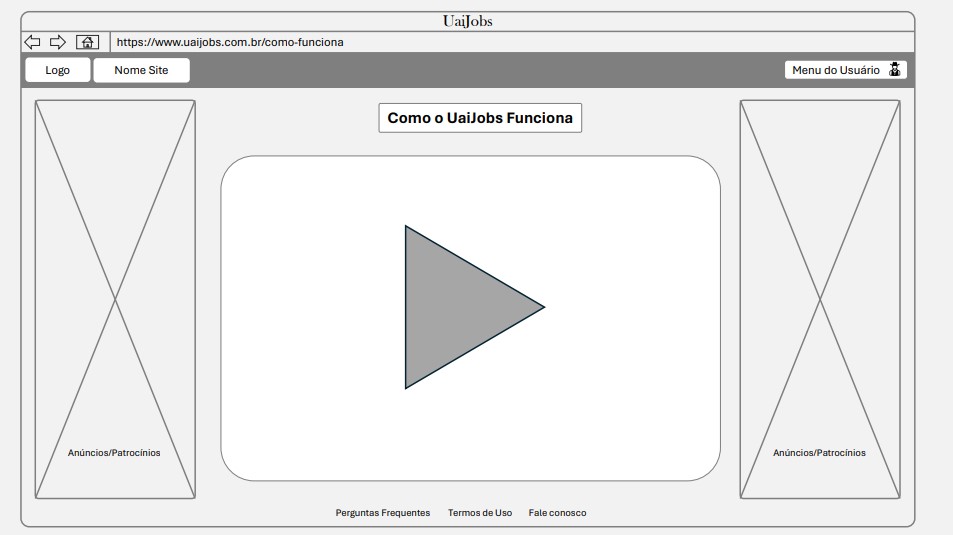 UaiJobs
https://www.uaijobs.com.br/como-funciona
Logo
Nome Site
Menu do Usuário
Como o UaiJobs Funciona
Anúncios/Patrocínios
Anúncios/Patrocínios
Perguntas Frequentes
Termos de Uso
Fale conosco